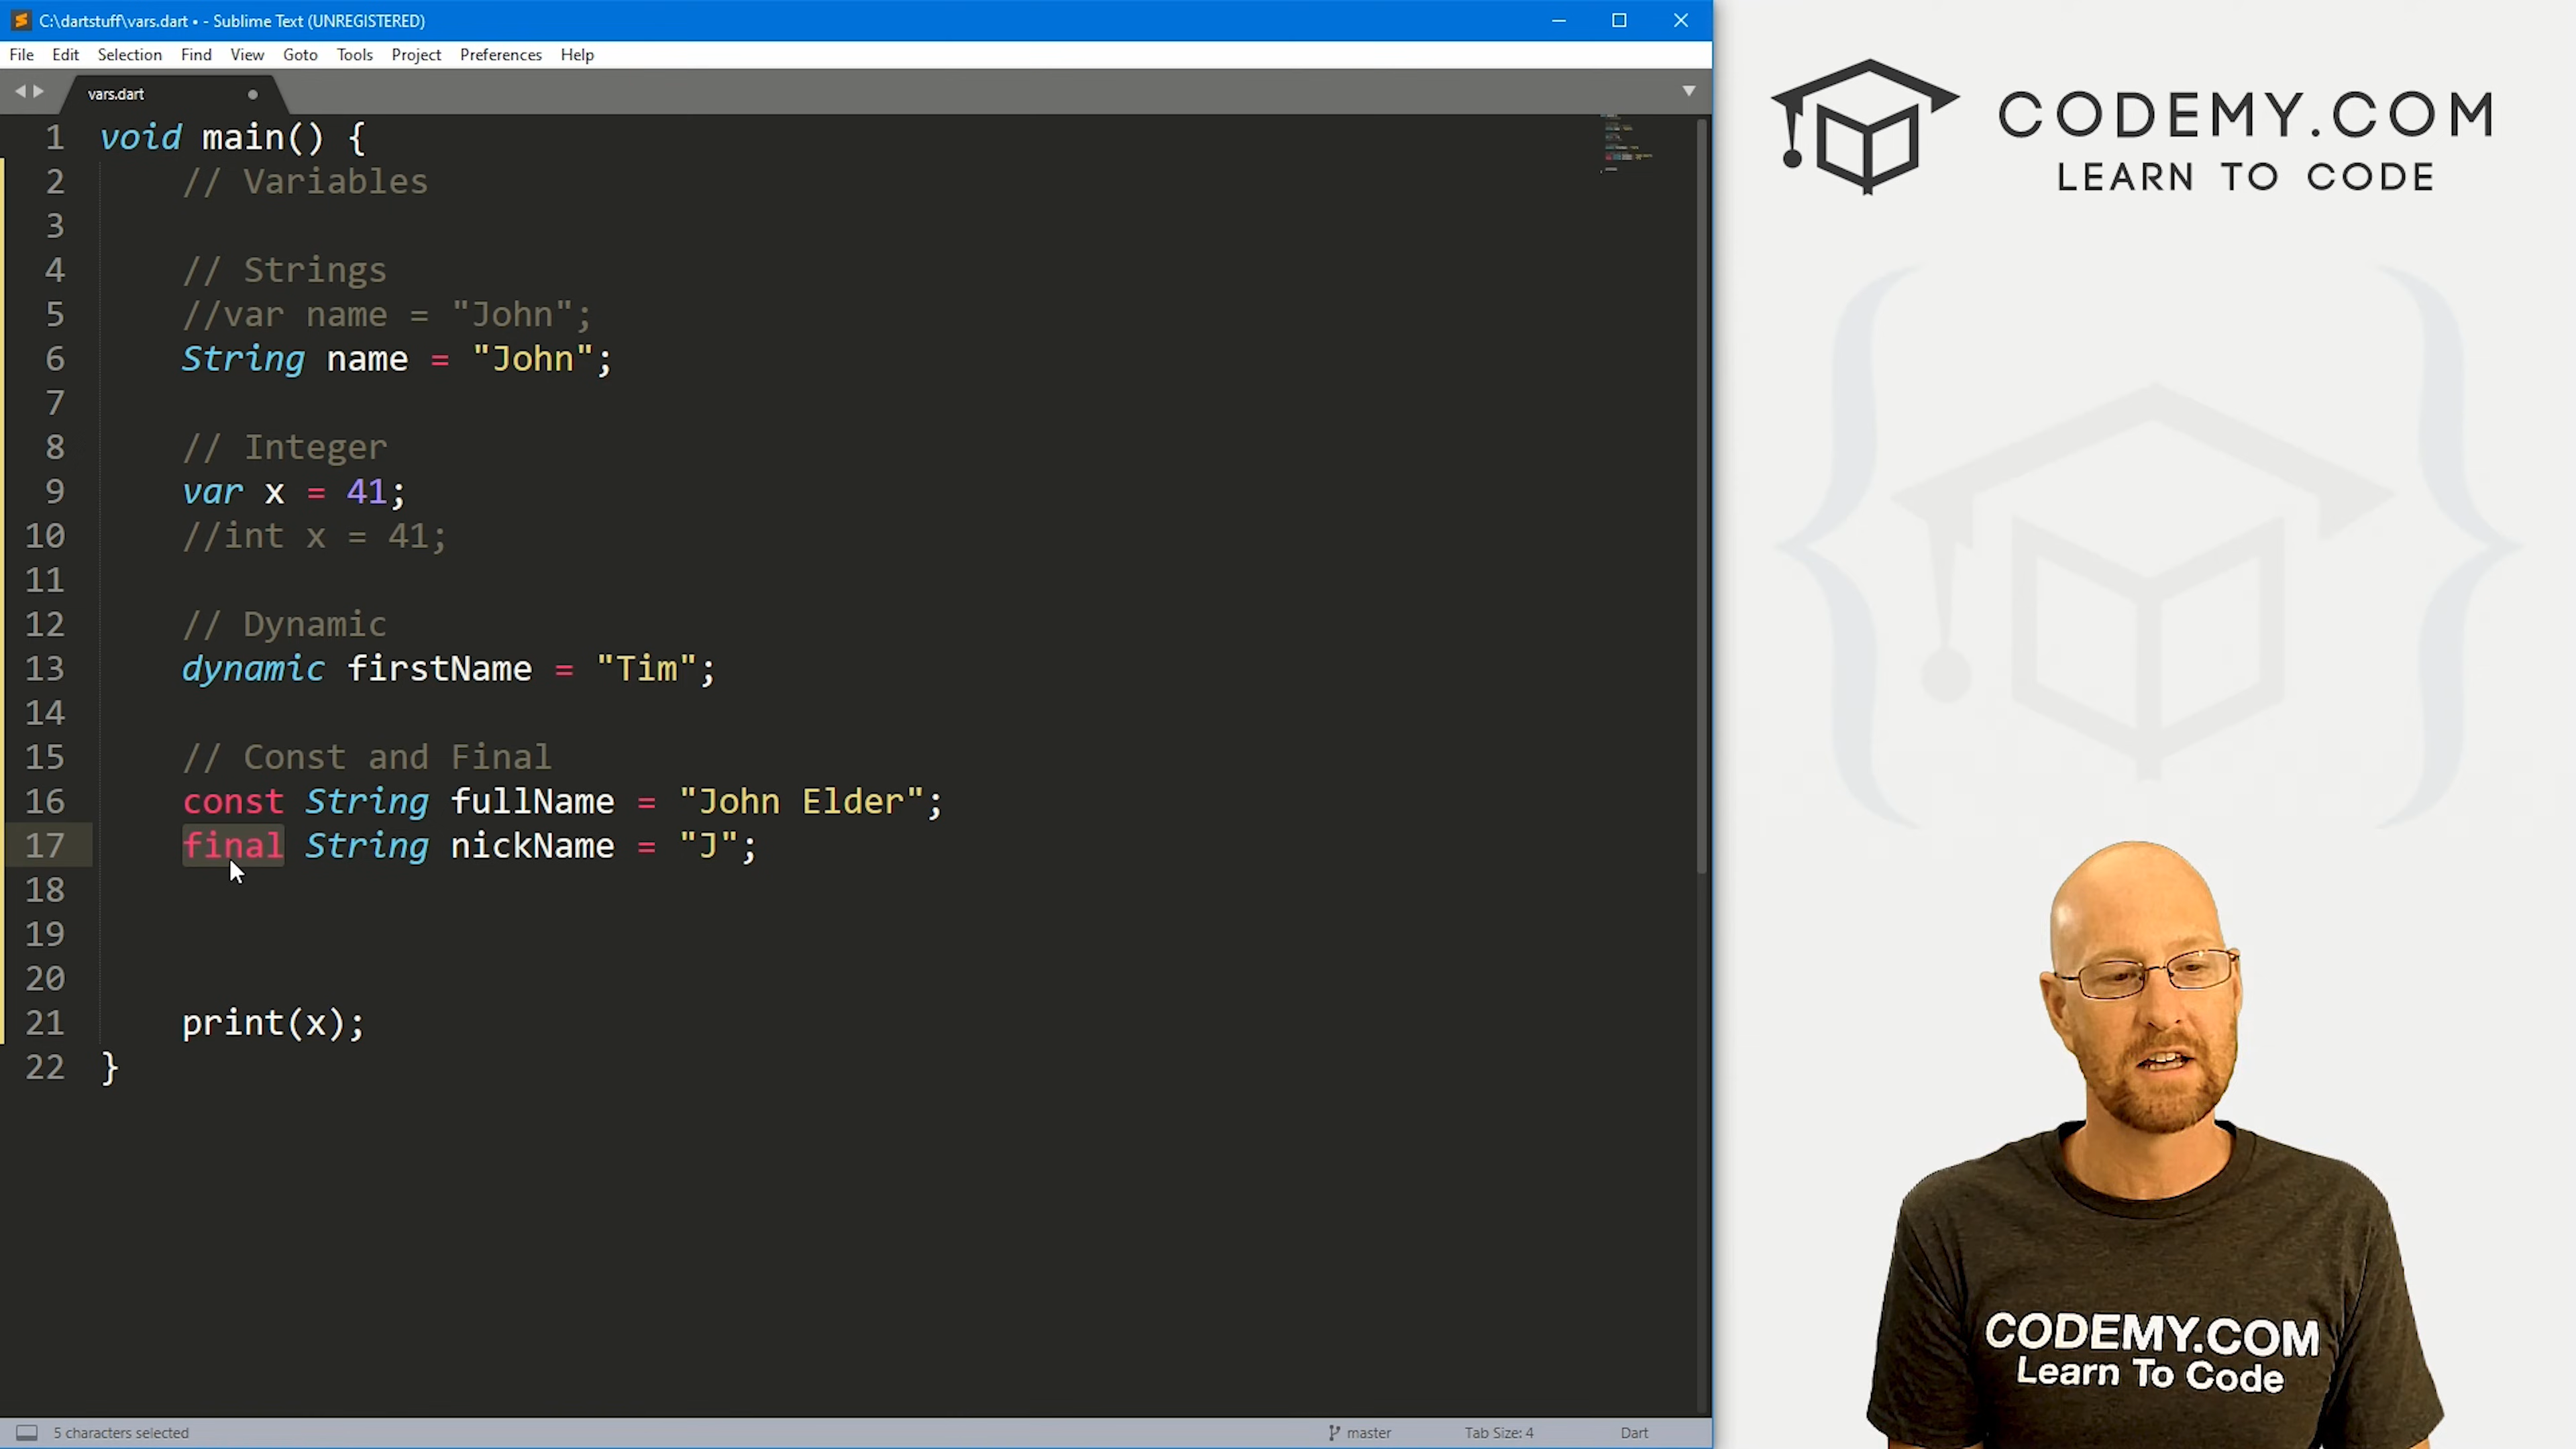 C:\dartstuff\vars.dart • - Sublime Text (UNREGISTERED)
File Edit Selection Find View Goto Tools Project Preferences Help
vars.dart
1 void main() {
2 // Variables
3
4 // Strings
5 //var name = "John";
6 String name = "John";
7
8 // Integer
9 var x = 41;
10 //int x = 41;
11
12 // Dynamic
13 dynamic firstName = "Tim";
14
15 // Const and Final
16 const String fullName = "John Elder";
17 final String nickName = "J";
18
19
20
21 print(x);
22 }
5 characters selected
master
Tab Size: 4
Dart
CODEMY.COM
LEARN TO CODE
CODEMY.COM
Learn To Code